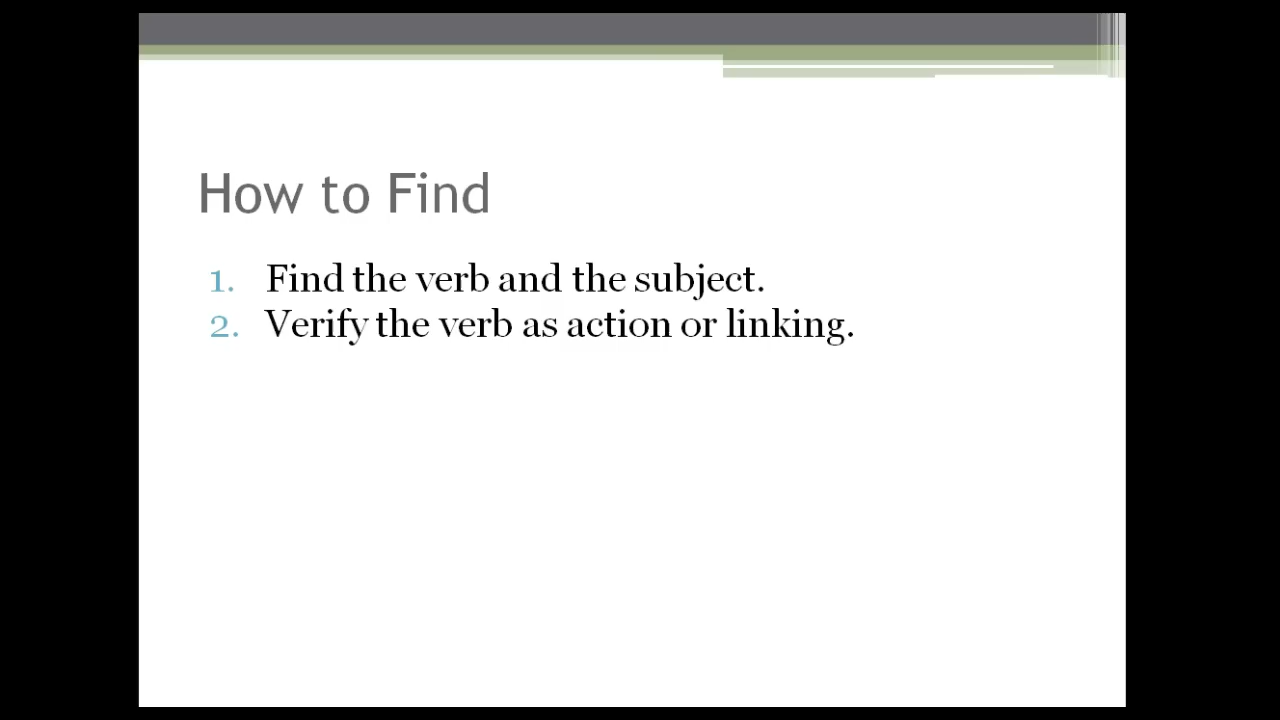 How to Find
1. Find the verb and the subject.
2. Verify the verb as action or linking.